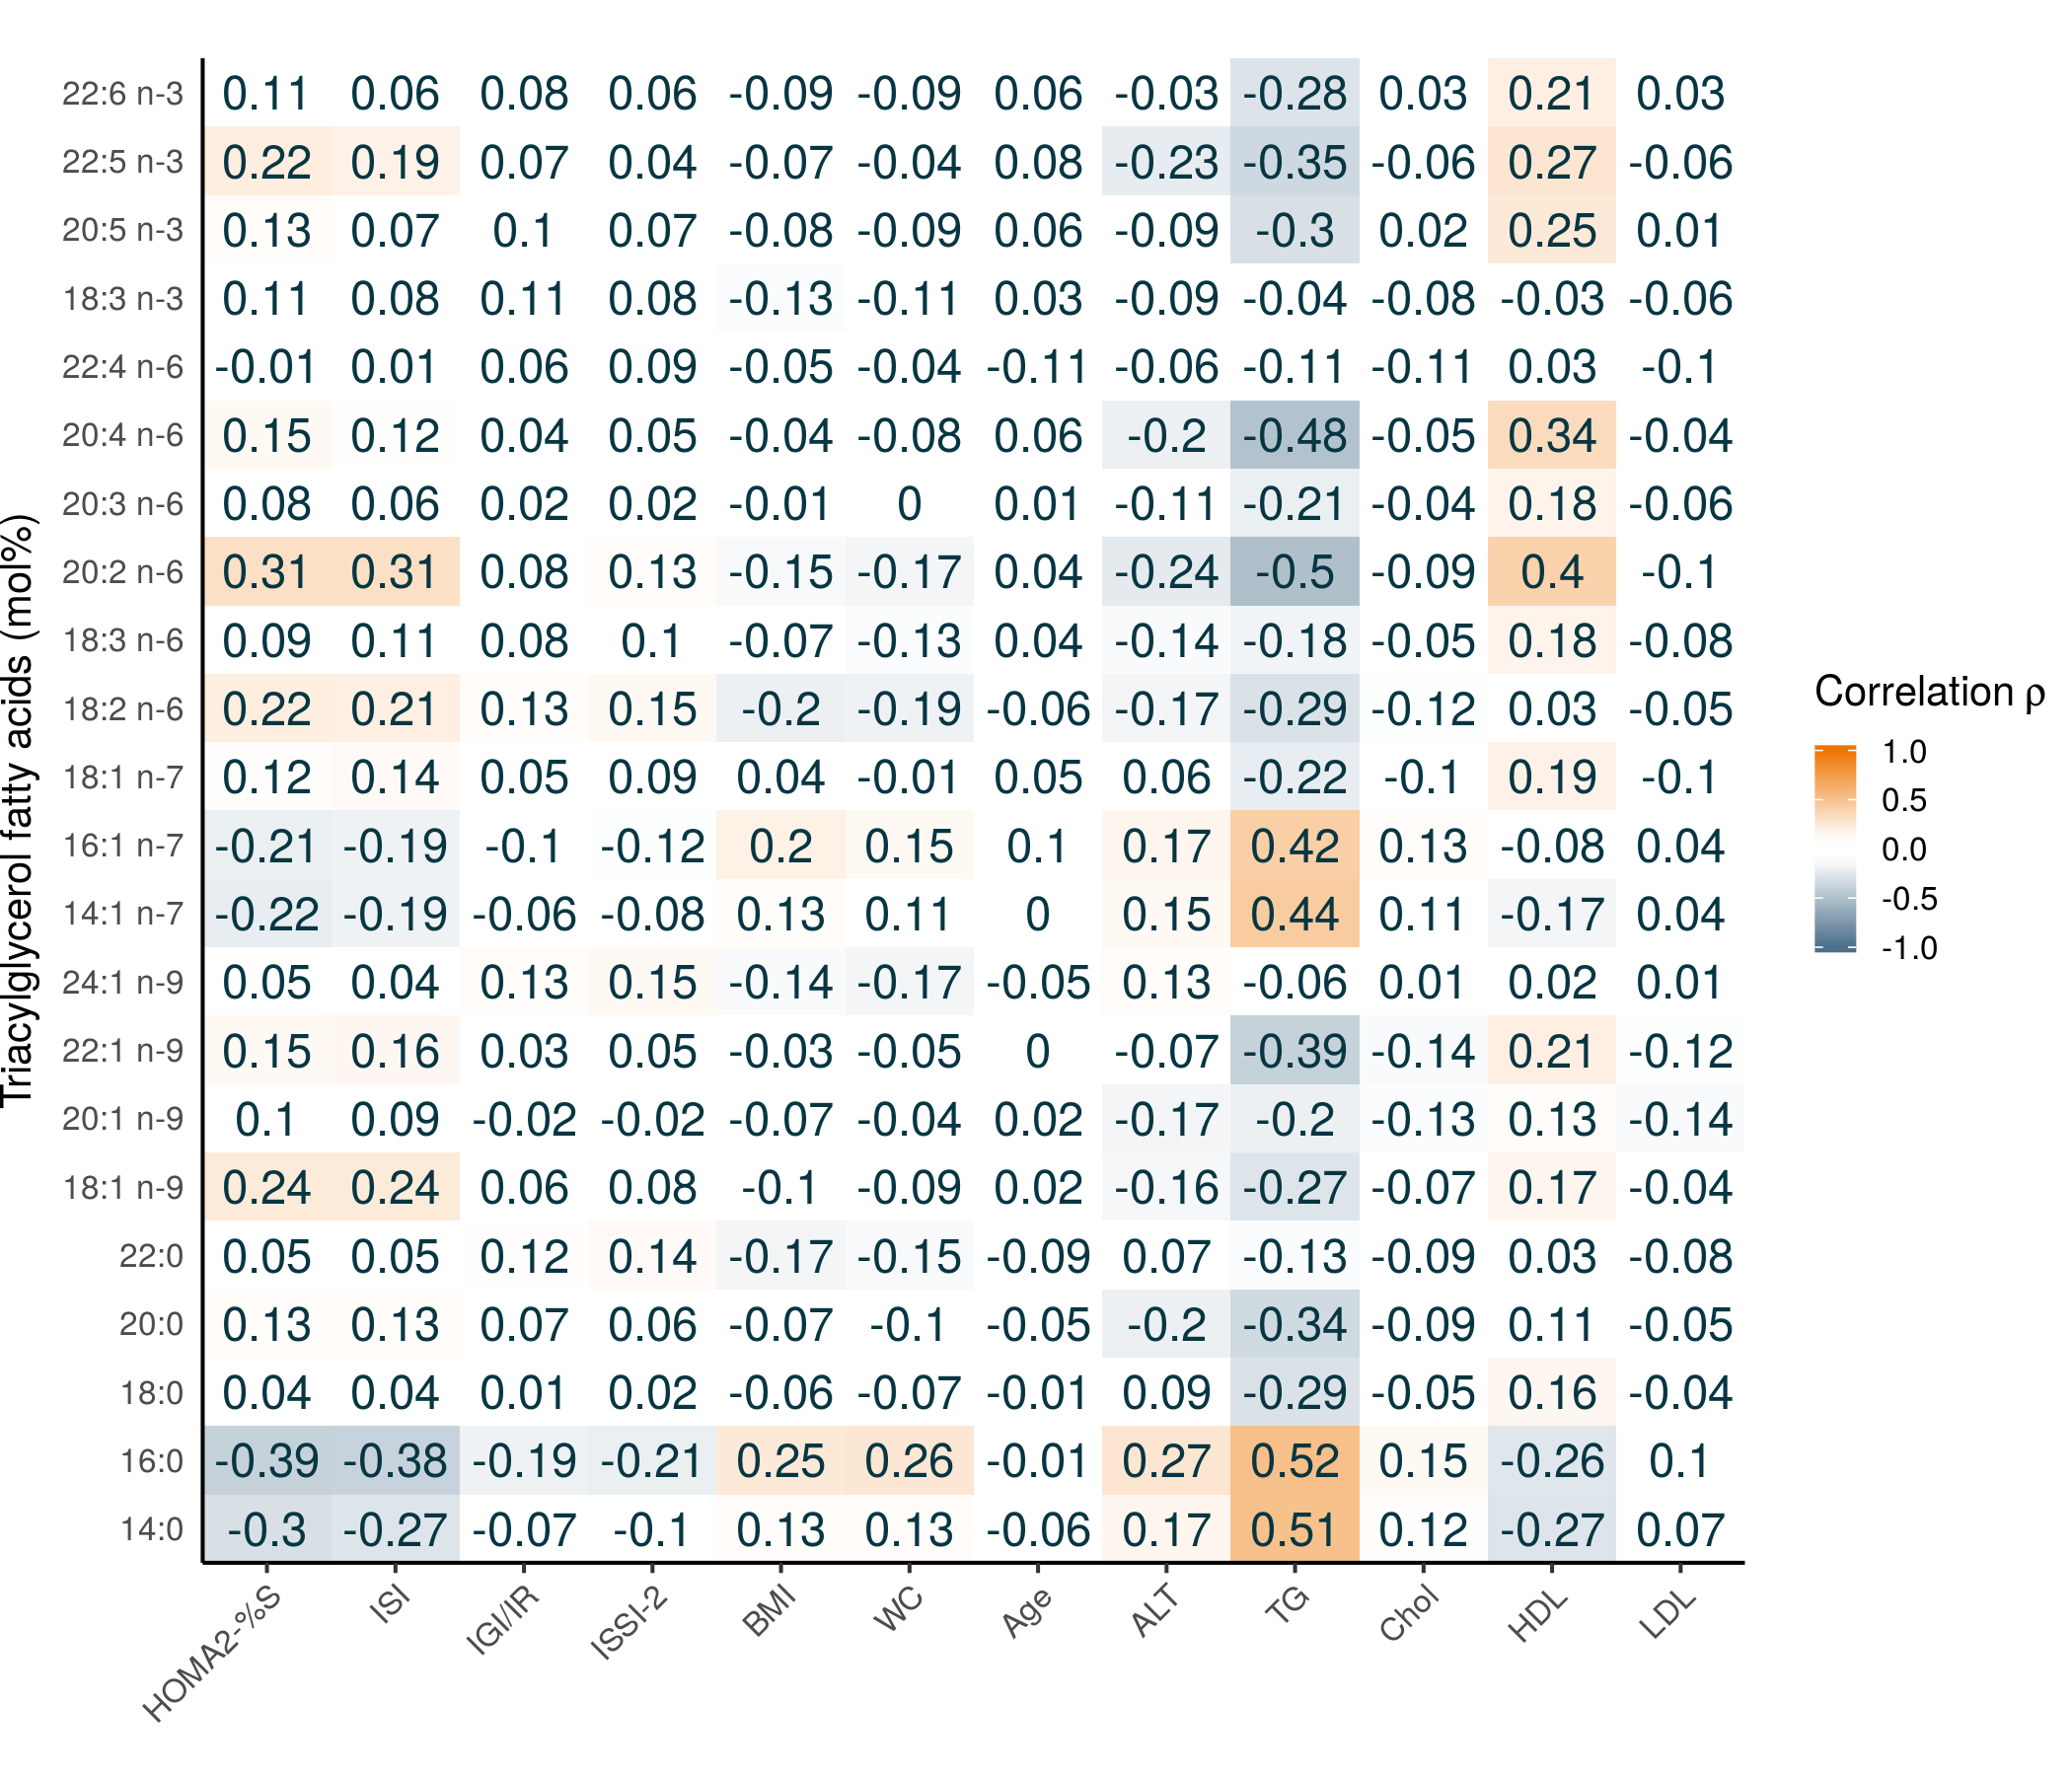 22:6 n-3 0.11 0.06 0.08 0.06 -0.09 -0.09 0.06 -0.03 -0.28 0.03 0.21 0.03
22:5 n-3 0.22 0.19 0.07 0.04 -0.07 -0.04 0.08 -0.23 -0.35 -0.06 0.27 -0.06
20:5 n-3 0.13 0.07 0.1 0.07 -0.08 -0.09 0.06 -0.09 -0.3 0.02 0.25 0.01
18:3 n-3 0.11 0.08 0.11 0.08 -0.13 -0.11 0.03 -0.09 -0.04 -0.08 -0.03 -0.06
22:4 n-6 -0.01 0.01 0.06 0.09 -0.05 -0.04 -0.11 -0.06 -0.11 -0.11 0.03 -0.1
20:4 n-6 0.15 0.12 0.04 0.05 -0.04 -0.08 0.06 -0.2 -0.48 -0.05 0.34 -0.04
20:3 n-6 0.08 0.06 0.02 0.02 -0.01 0 0.01 -0.11 -0.21 -0.04 0.18 -0.06
20:2 n-6 0.31 0.31 0.08 0.13 -0.15 -0.17 0.04 -0.24 -0.5 -0.09 0.4 -0.1
18:3 n-6 0.09 0.11 0.08 0.1 -0.07 -0.13 0.04 -0.14 -0.18 -0.05 0.18 -0.08
18:2 n-6 0.22 0.21 0.13 0.15 -0.2 -0.19 -0.06 -0.17 -0.29 -0.12 0.03 -0.05
18:1 n-7 0.12 0.14 0.05 0.09 0.04 -0.01 0.05 0.06 -0.22 -0.1 0.19 -0.1
16:1 n-7 -0.21 -0.19 -0.1 -0.12 0.2 0.15 0.1 0.17 0.42 0.13 -0.08 0.04
14:1 n-7 -0.22 -0.19 -0.06 -0.08 0.13 0.11 0 0.15 0.44 0.11 -0.17 0.04
24:1 n-9 0.05 0.04 0.13 0.15 -0.14 -0.17 -0.05 0.13 -0.06 0.01 0.02 0.01
22:1 n-9 0.15 0.16 0.03 0.05 -0.03 -0.05 0 -0.07 -0.39 -0.14 0.21 -0.12
20:1 n-9 0.1 0.09 -0.02 -0.02 -0.07 -0.04 0.02 -0.17 -0.2 -0.13 0.13 -0.14
18:1 n-9 0.24 0.24 0.06 0.08 -0.1 -0.09 0.02 -0.16 -0.27 -0.07 0.17 -0.04
22:0 0.05 0.05 0.12 0.14 -0.17 -0.15 -0.09 0.07 -0.13 -0.09 0.03 -0.08
20:0 0.13 0.13 0.07 0.06 -0.07 -0.1 -0.05 -0.2 -0.34 -0.09 0.11 -0.05
18:0 0.04 0.04 0.01 0.02 -0.06 -0.07 -0.01 0.09 -0.29 -0.05 0.16 -0.04
16:0 -0.39 -0.38 -0.19 -0.21 0.25 0.26 -0.01 0.27 0.52 0.15 -0.26 0.1
14:0 -0.3 -0.27 -0.07 -0.1 0.13 0.13 -0.06 0.17 0.51 0.12 -0.27 0.07
HOMA2-%S ISI IGI/IR ISSI-2 BMI WC Age ALT TG Chol HDL LDL
Triacylglycerol fatty acids (mol%)
Correlation ρ
1.0
0.5
0.0
-0.5
-1.0